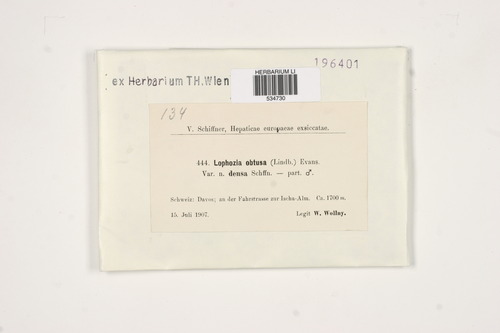 196401
ex Herbarium TH.Wien
HERBARIUM LI
534730
134
V. Schiffner, Hepaticae europaeae exsiccatae.
444. Lophozia obtusa (Lindb.) Evans.
Var. n. densa Schffn. — part. ♂.
Schweiz: Davos; an der Fahrstrasse zur Ischa-Alm. Ca. 1700 m.
15. Juli 1907. Legit W. Wollny.